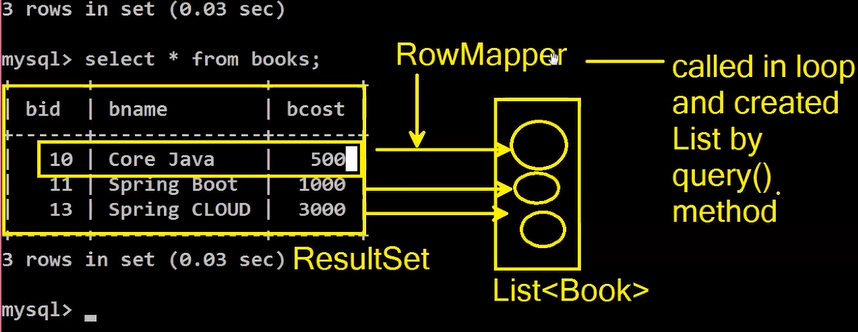 3 rows in set (0.03 sec)
mysql> select * from books;
RowMapper
called in loop
and created
List by
query().
method
| bid | bname | bcost |
| 10 | Core Java | 500
| 11 | Spring Boot | 1000 |
| 13 | Spring CLOUD | 3000 |
3 rows in set (0.03 sec)
ResultSet
List<Book>
mysql> _